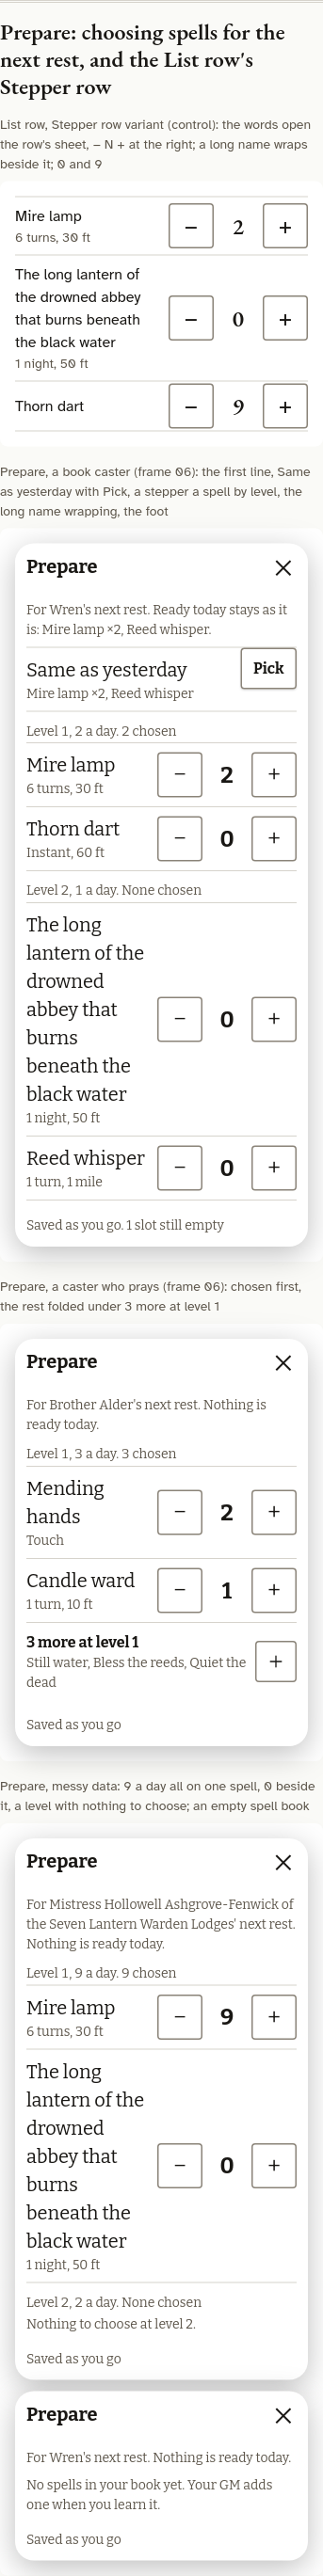 Prepare: choosing spells for the
next rest, and the List row's
Stepper row
List row, Stepper row variant (control): the words open
the row's sheet, – N + at the right; a long name wraps
beside it; 0 and 9
Mire lamp
6 turns, 30 ft
− 2 +
The long lantern of
the drowned abbey
that burns beneath
the black water
1 night, 50 ft
− 0 +
Thorn dart
− 9 +
Prepare, a book caster (frame 06): the first line, Same
as yesterday with Pick, a stepper a spell by level, the
long name wrapping, the foot
Prepare
For Wren's next rest. Ready today stays as it
is: Mire lamp ×2, Reed whisper.
Same as yesterday
Mire lamp ×2, Reed whisper
Pick
Level 1, 2 a day. 2 chosen
Mire lamp
6 turns, 30 ft
− 2 +
Thorn dart
Instant, 60 ft
− 0 +
Level 2, 1 a day. None chosen
The long
lantern of the
drowned
abbey that
burns
beneath the
black water
1 night, 50 ft
− 0 +
Reed whisper
1 turn, 1 mile
− 0 +
Saved as you go. 1 slot still empty
Prepare, a caster who prays (frame 06): chosen first,
the rest folded under 3 more at level 1
Prepare
For Brother Alder's next rest. Nothing is
ready today.
Level 1, 3 a day. 3 chosen
Mending
hands
Touch
− 2 +
Candle ward
1 turn, 10 ft
− 1 +
3 more at level 1
Still water, Bless the reeds, Quiet the
dead
+
Saved as you go
Prepare, messy data: 9 a day all on one spell, 0 beside
it, a level with nothing to choose; an empty spell book
Prepare
For Mistress Hollowell Ashgrove-Fenwick of
the Seven Lantern Warden Lodges' next rest.
Nothing is ready today.
Level 1, 9 a day. 9 chosen
Mire lamp
6 turns, 30 ft
− 9 +
The long
lantern of the
drowned
abbey that
burns
beneath the
black water
1 night, 50 ft
− 0 +
Level 2, 2 a day. None chosen
Nothing to choose at level 2.
Saved as you go
Prepare
For Wren's next rest. Nothing is ready today.
No spells in your book yet. Your GM adds
one when you learn it.
Saved as you go